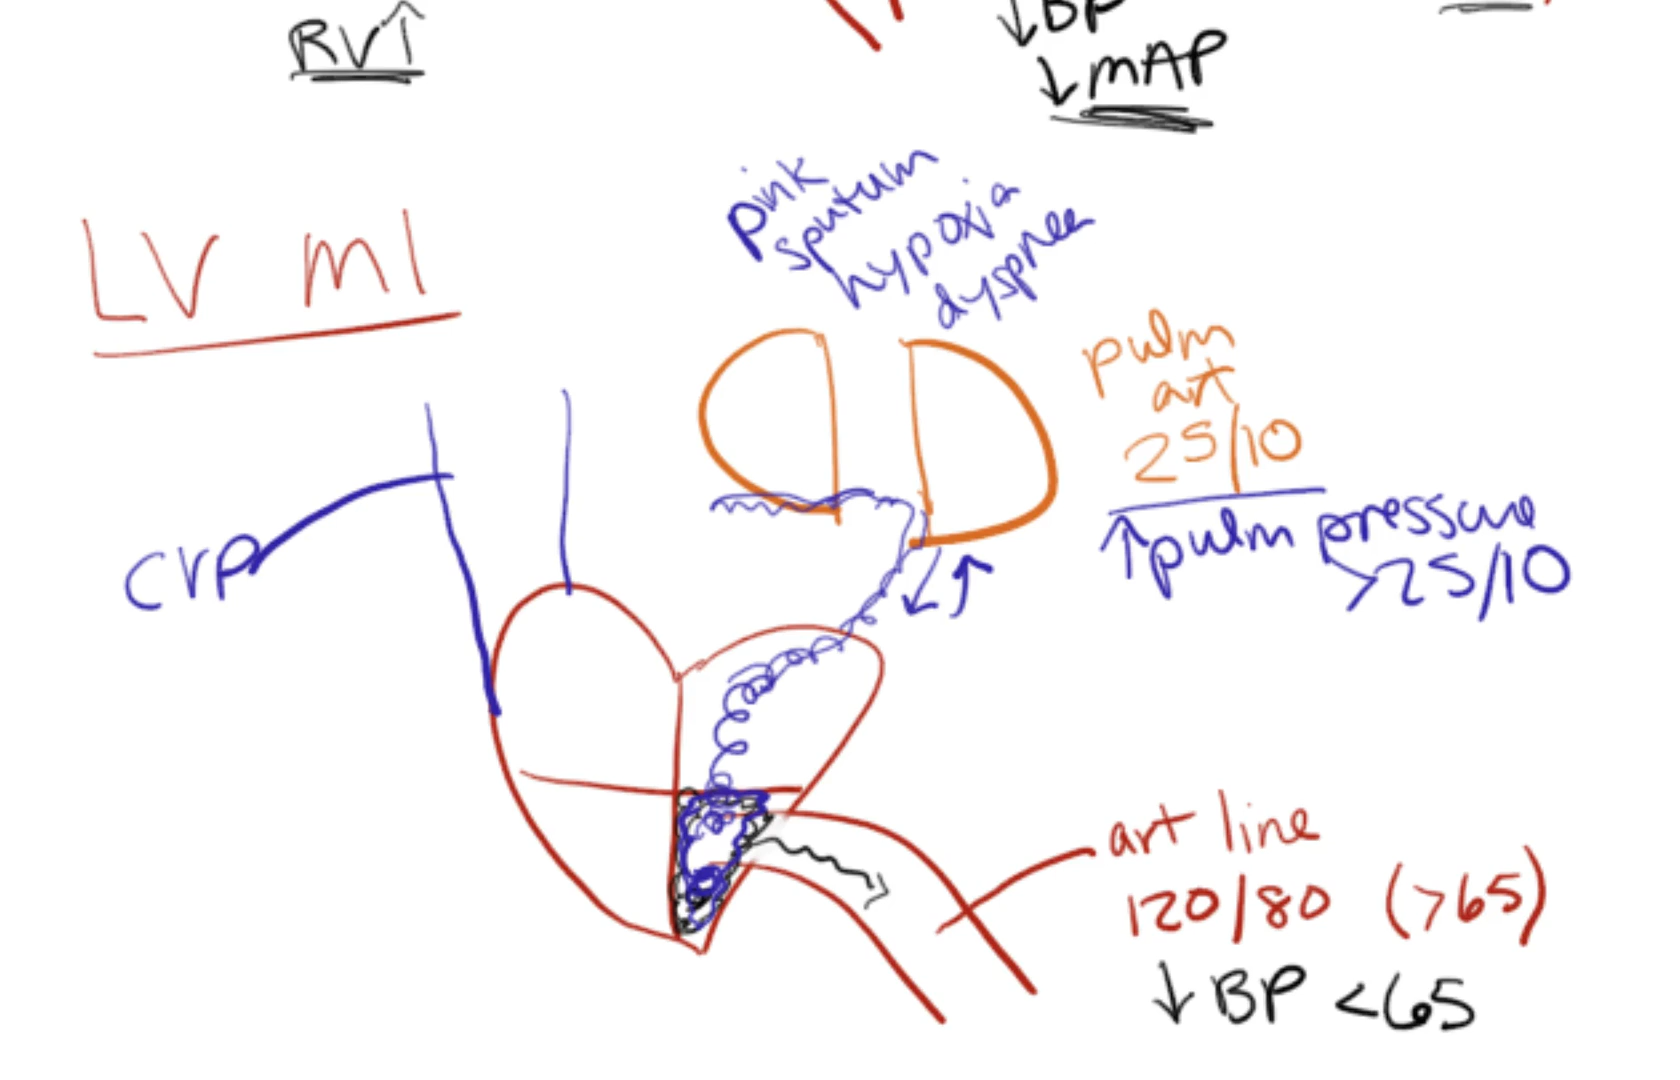 RV↑
↓BP
↓MAP
LV MI
pink
sputum
hypoxia
dyspnea
pulm
art
25/10
↑pulm pressure
>25/10
CVP
art line
120/80 (>65)
↓BP <65